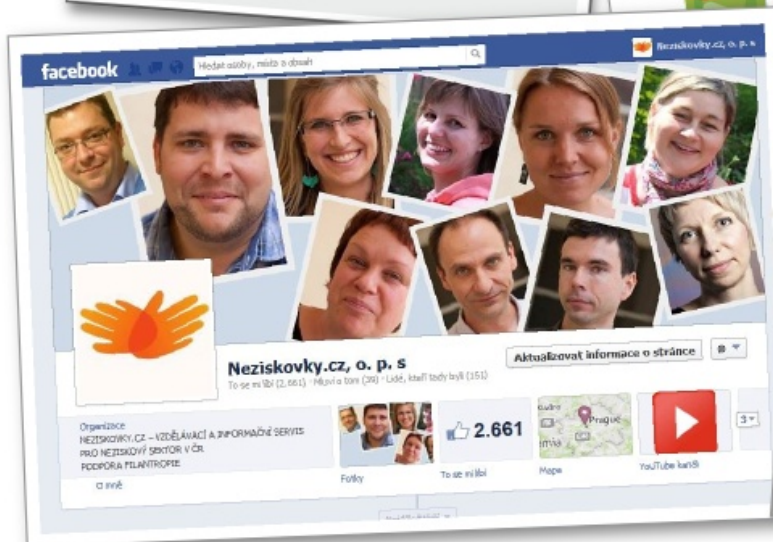 facebook
Hledat osoby, místa a obsah
Neziskovky.cz, o. p. s
Neziskovky.cz, o. p. s
To se mi líbí (2.661) · Mluví o tom (39) · Lidé, kteří tady byli (151)
Aktualizovat informace o stránce
Organizace
NEZISKOVKY.CZ – VZDĚLÁVACÍ A INFORMAČNÍ SERVIS
PRO NEZISKOVÝ SEKTOR V ČR
PODPORA FILANTROPIE
O mně
Fotky
2.661
To se mi líbí
Prague
Mapa
YouTube kanál
3